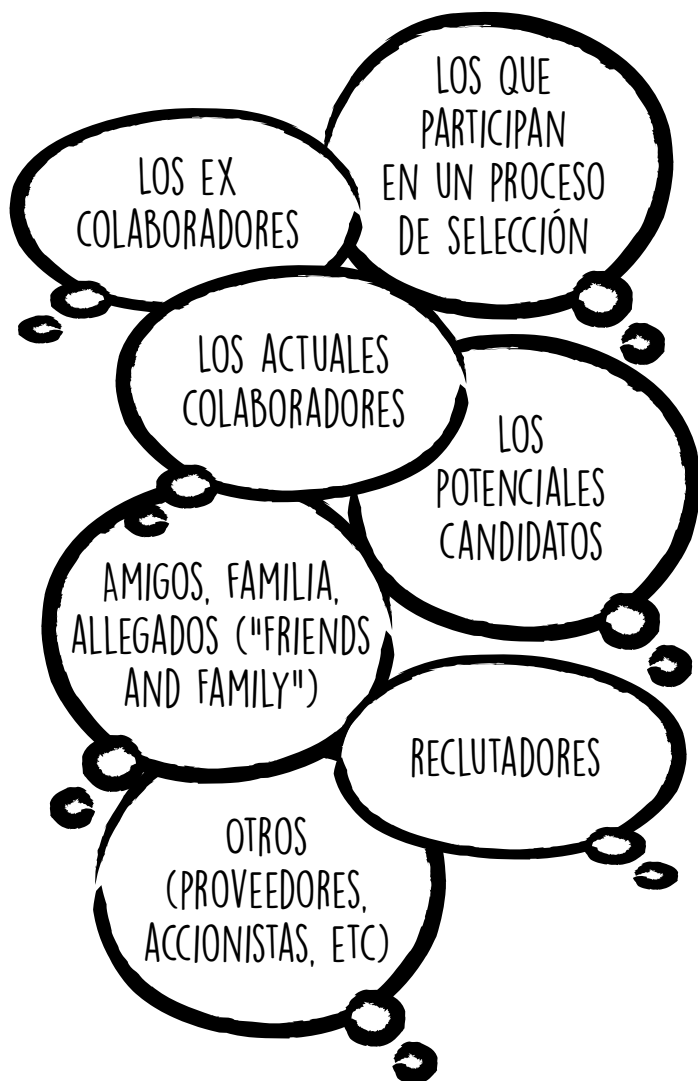 LOS QUE
PARTICIPAN
EN UN PROCESO
DE SELECCIÓN
LOS EX
COLABORADORES
LOS ACTUALES
COLABORADORES
LOS
POTENCIALES
CANDIDATOS
AMIGOS, FAMILIA,
ALLEGADOS ("FRIENDS
AND FAMILY")
RECLUTADORES
OTROS
(PROVEEDORES,
ACCIONISTAS, ETC)